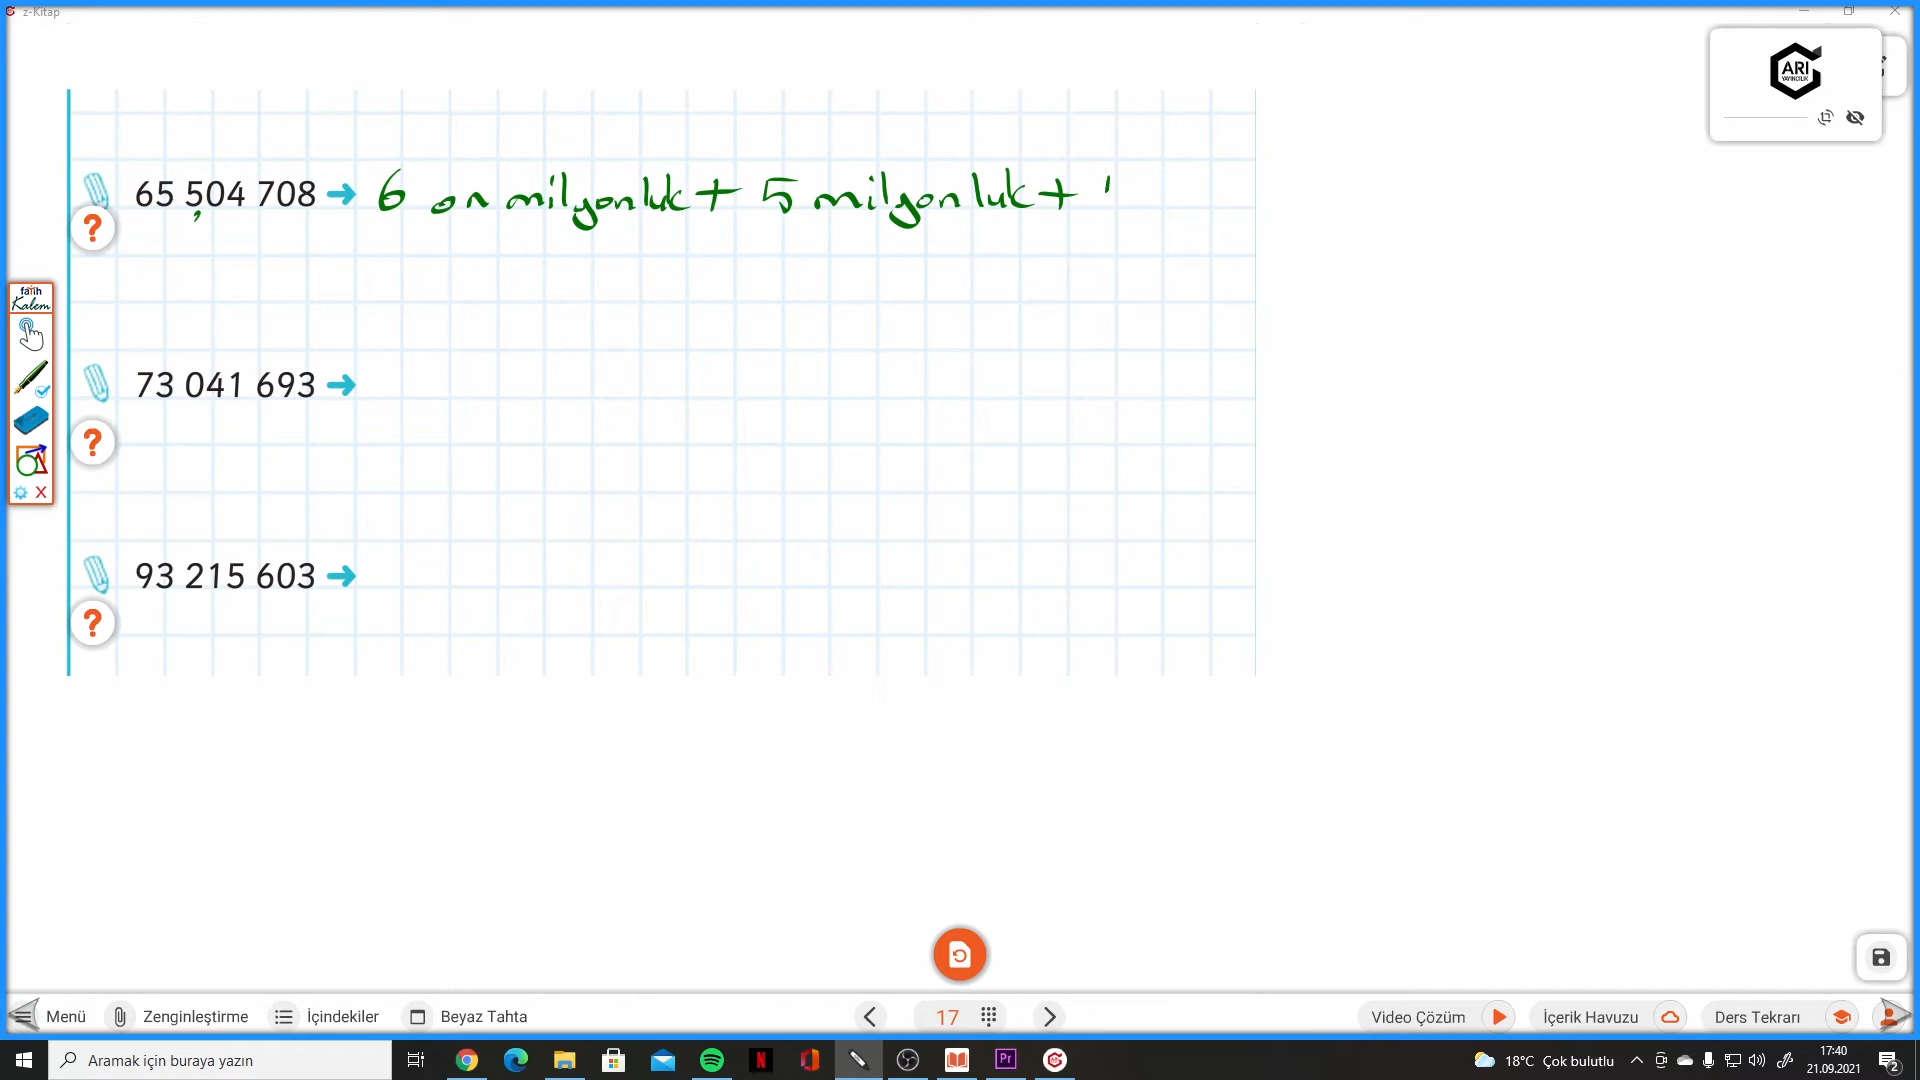 z-Kitap
ARI
YAYINCILIK
65 504 708 → 6 on milyonluk + 5 milyonluk +
?
fatih
Kalem
73 041 693 →
?
X
93 215 603 →
?
Menü Zenginleştirme İçindekiler Beyaz Tahta 17 Video Çözüm İçerik Havuzu Ders Tekrarı
Aramak için buraya yazın 18°C Çok bulutlu 17:40
21.09.2021 2